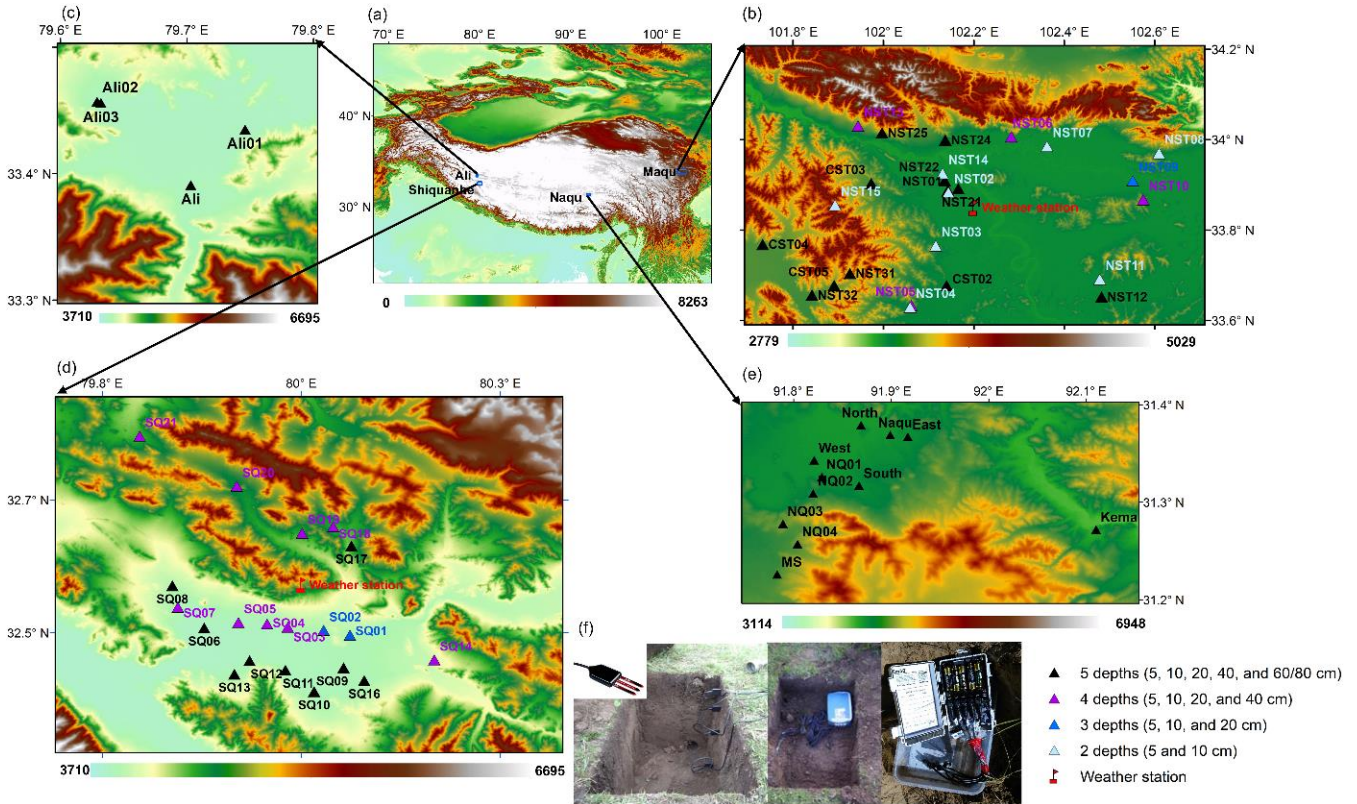 (c)
79.6° E
79.7° E
79.8° E
Ali02
Ali03
Ali01
Ali
33.4° N
33.3° N
3710
6695
(a)
70° E
80° E
90° E
100° E
40° N
30° N
Ali
Shiquanhe
Naqu
Maqu
0
8263
(b)
101.8° E
102° E
102.2° E
102.4° E
102.6° E
34.2° N
34° N
33.8° N
33.6° N
NST25
NST24
NST06
NST07
NST08
NST09
NST10
CST03
NST22
NST14
NST01
NST02
NST15
NST21
Weather station
NST03
CST04
CST05
NST31
CST02
NST32
NST05
NST04
NST11
NST12
2779
5029
(d)
79.8° E
80° E
80.3° E
32.7° N
32.5° N
SQ21
SQ20
SQ19
SQ18
SQ17
Weather station
SQ08
SQ07
SQ06
SQ05
SQ04
SQ03
SQ02
SQ01
SQ14
SQ13
SQ12
SQ11
SQ10
SQ09
SQ16
3710
6695
(e)
91.8° E
91.9° E
92° E
92.1° E
31.4° N
31.3° N
31.2° N
North
Naqu
East
West
NQ01
NQ02
South
NQ03
NQ04
MS
Kema
3114
6948
(f)
5 depths (5, 10, 20, 40, and 60/80 cm)
4 depths (5, 10, 20, and 40 cm)
3 depths (5, 10, and 20 cm)
2 depths (5 and 10 cm)
Weather station